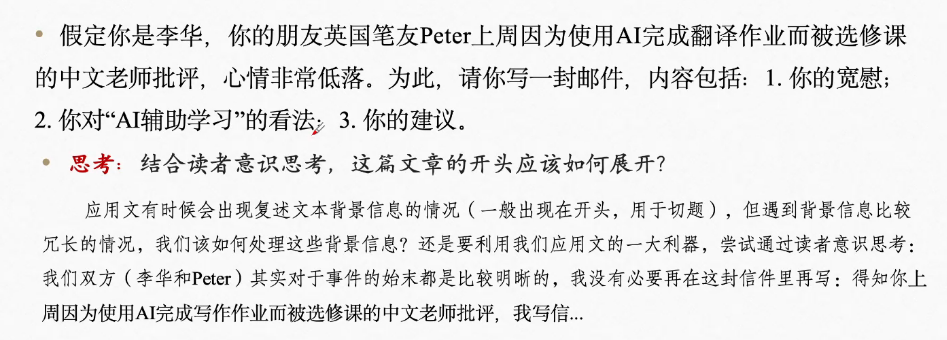 • 假定你是李华，你的朋友英国笔友Peter上周因为使用AI完成翻译作业而被选修课
的中文老师批评，心情非常低落。为此，请你写一封邮件，内容包括：1. 你的宽慰；
2. 你对“AI辅助学习”的看法；3. 你的建议。
• 思考：结合读者意识思考，这篇文章的开头应该如何展开？
应用文有时候会出现复述文本背景信息的情况（一般出现在开头，用于切题），但遇到背景信息比较
冗长的情况，我们该如何处理这些背景信息？还是要利用我们应用文的一大利器，尝试通过读者意识思考：
我们双方（李华和Peter）其实对于事件的始末都是比较明晰的，我没有必要再在这封信件里再写：得知你上
周因为使用AI完成写作作业而被选修课的中文老师批评，我写信...